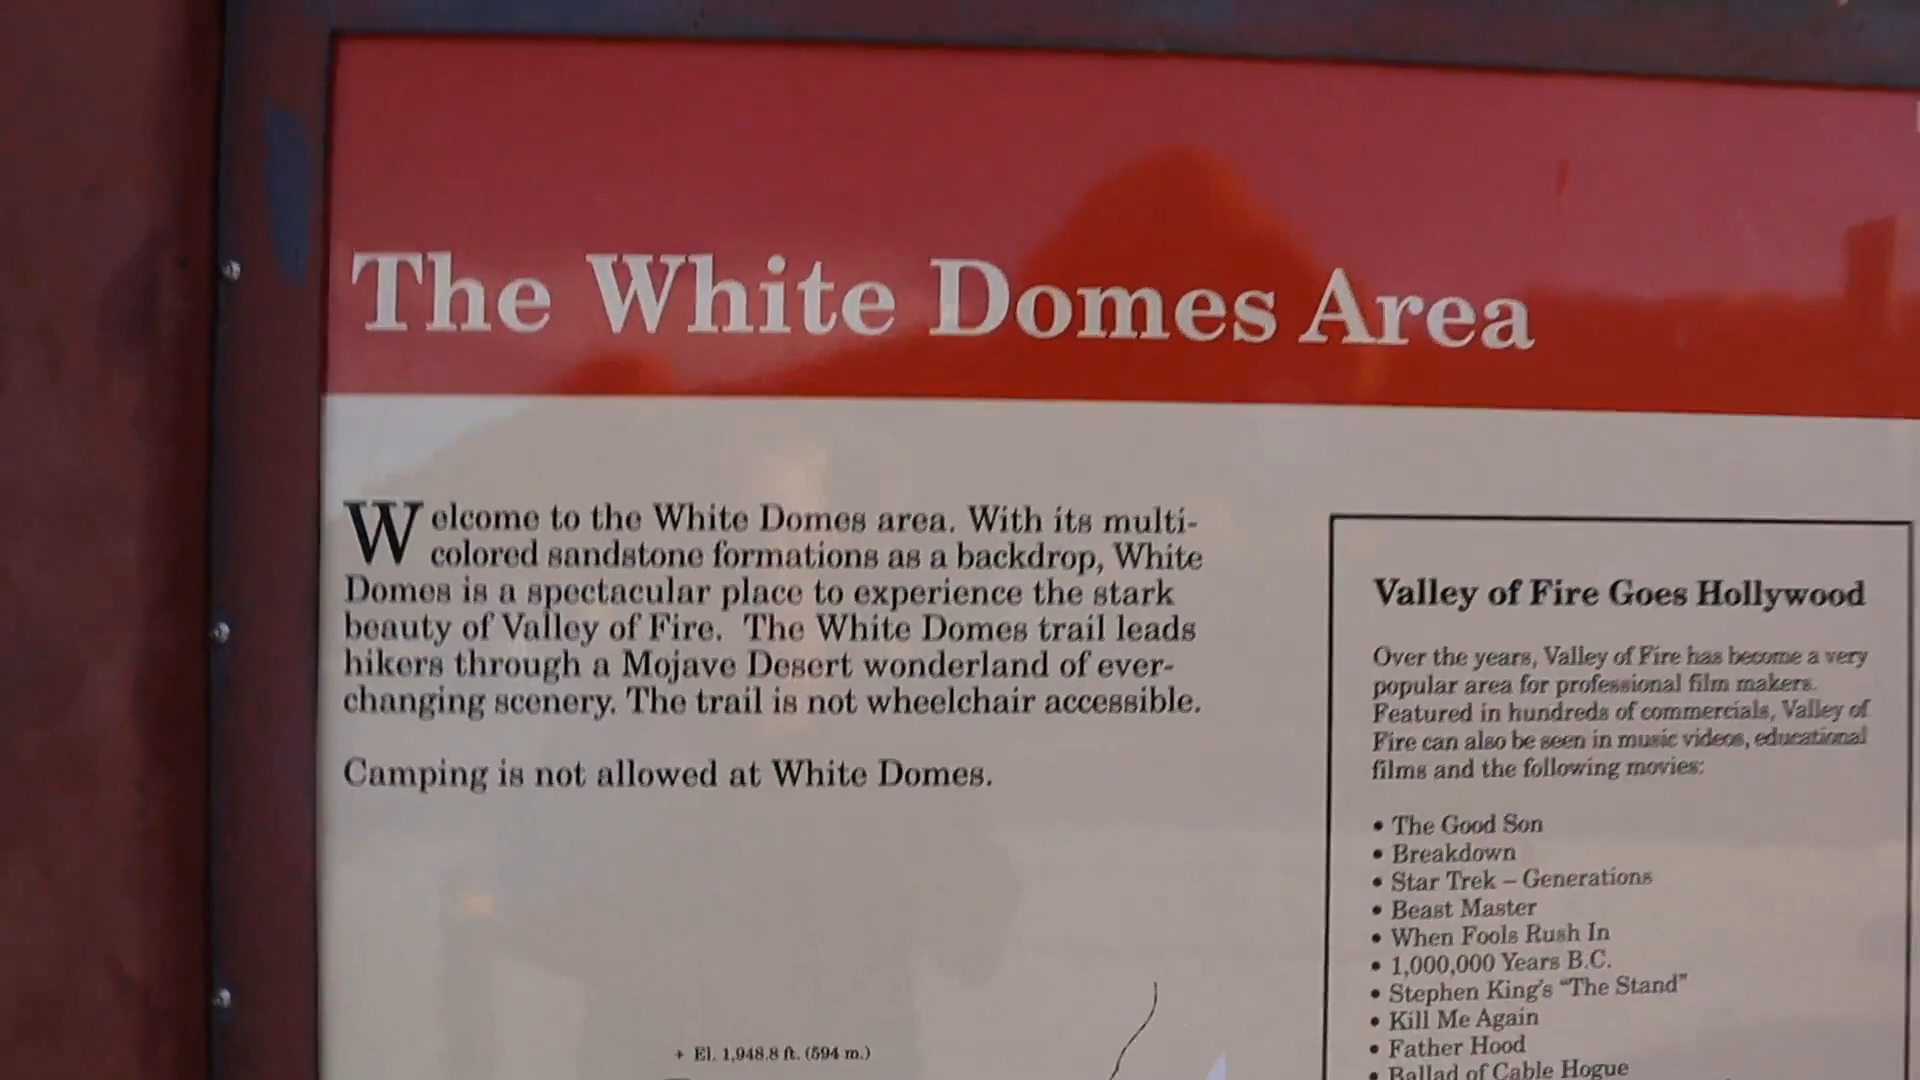 The White Domes Area
Welcome to the White Domes area. With its multi-
colored sandstone formations as a backdrop, White
Domes is a spectacular place to experience the stark
beauty of Valley of Fire. The White Domes trail leads
hikers through a Mojave Desert wonderland of ever-
changing scenery. The trail is not wheelchair accessible.
Camping is not allowed at White Domes.
+ El. 1,948.8 ft. (594 m.)
Valley of Fire Goes Hollywood
Over the years, Valley of Fire has become a very
popular area for professional film makers.
Featured in hundreds of commercials, Valley of
Fire can also be seen in music videos, educational
films and the following movies:
• The Good Son
• Breakdown
• Star Trek – Generations
• Beast Master
• When Fools Rush In
• 1,000,000 Years B.C.
• Stephen King's "The Stand"
• Kill Me Again
• Father Hood
• Ballad of Cable Hogue